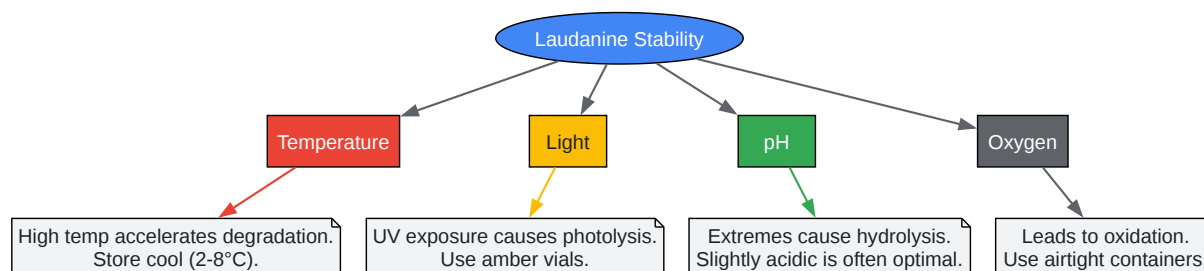 Laudanine Stability
Temperature
Light
pH
Oxygen
High temp accelerates degradation.
Store cool (2-8°C).
UV exposure causes photolysis.
Use amber vials.
Extremes cause hydrolysis.
Slightly acidic is often optimal.
Leads to oxidation.
Use airtight containers